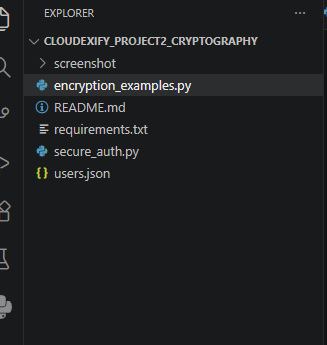 EXPLORER
CLOUDEXIFY_PROJECT2_CRYPTOGRAPHY
screenshot
encryption_examples.py
README.md
requirements.txt
secure_auth.py
users.json